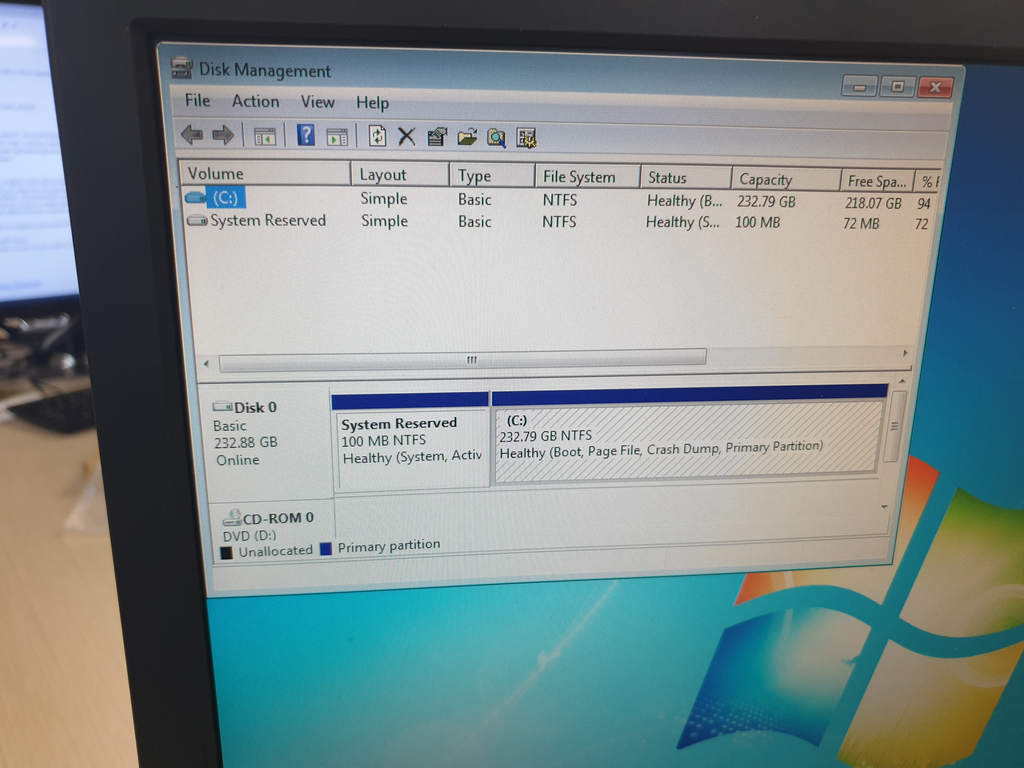 Disk Management
File Action View Help
Volume Layout Type File System Status Capacity Free Spa... %
(C:) Simple Basic NTFS Healthy (B... 232.79 GB 218.07 GB 94
System Reserved Simple Basic NTFS Healthy (S... 100 MB 72 MB 72
Disk 0
Basic
232.88 GB
Online
System Reserved
100 MB NTFS
Healthy (System, Activ
(C:)
232.79 GB NTFS
Healthy (Boot, Page File, Crash Dump, Primary Partition)
CD-ROM 0
DVD (D:)
Unallocated Primary partition